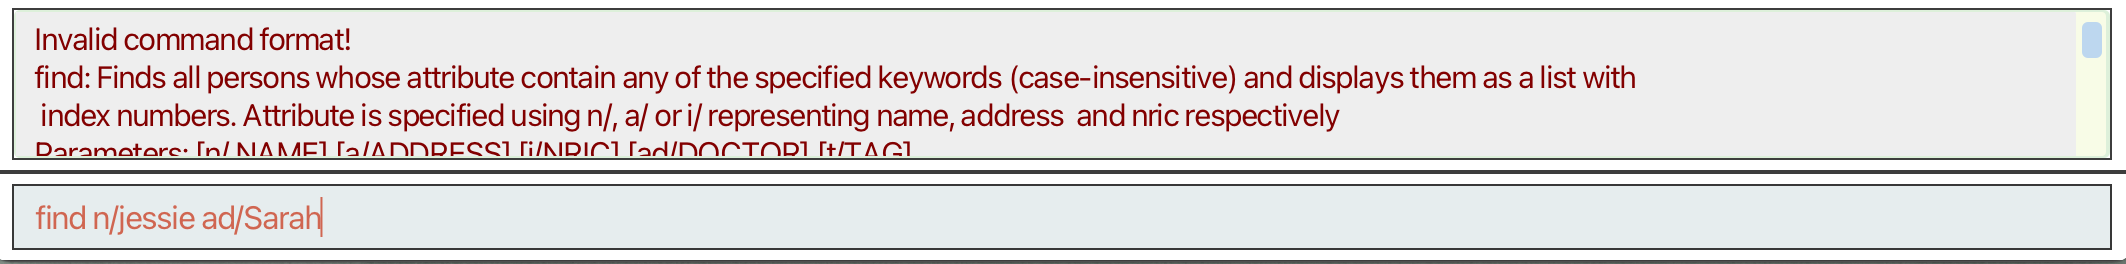 Invalid command format!
find: Finds all persons whose attribute contain any of the specified keywords (case-insensitive) and displays them as a list with
index numbers. Attribute is specified using n/, a/ or i/ representing name, address  and nric respectively
Parameters: [n/ NAME] [a/ADDRESS] [i/NRIC] [ad/DOCTOR] [t/TAG]
find n/jessie ad/Sarah